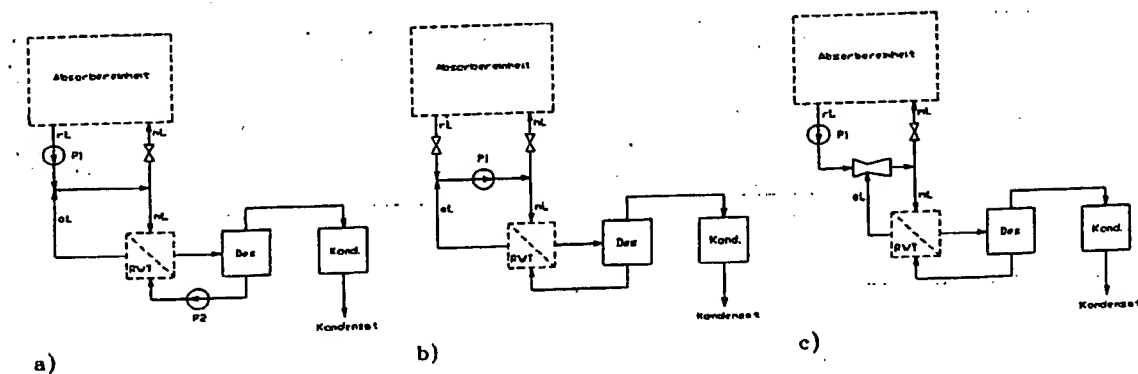 Absorbereinheit
rL
nL
P1
aL
nL
RWT
Des
Kond.
P2
Kondensat
a)
Absorbereinheit
rL
nL
P1
aL
nL
RWT
Des
Kond.
Kondensat
b)
Absorbereinheit
rL
nL
P1
aL
nL
RWT
Des
Kond.
Kondensat
c)